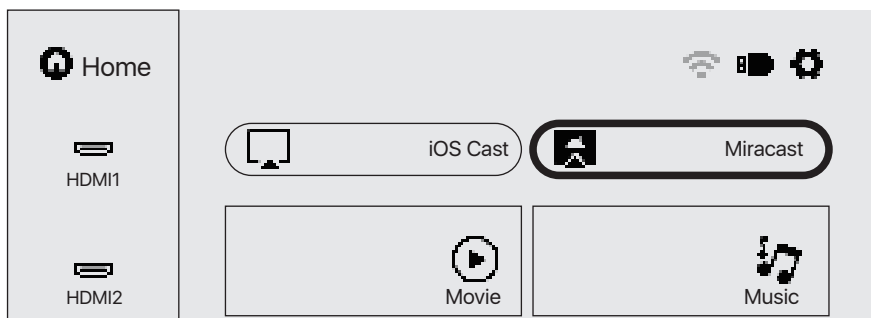 Home
iOS Cast
Miracast
HDMI1
HDMI2
Movie
Music